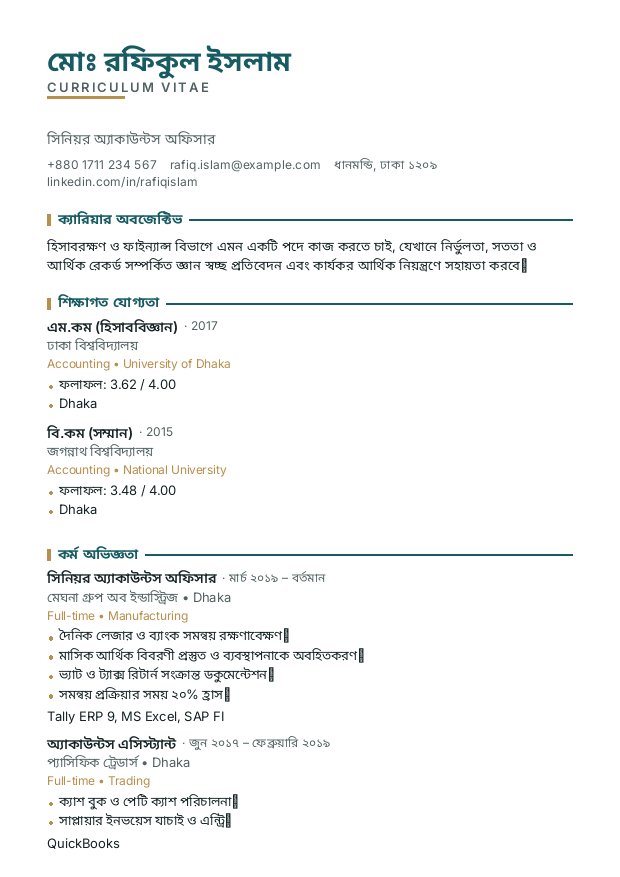 মোঃ রফিকুল ইসলাম
CURRICULUM VITAE
সিনিয়র অ্যাকাউন্টস অফিসার
+880 1711 234 567 rafiq.islam@example.com ধানমন্ডি, ঢাকা ১২০৯
linkedin.com/in/rafiqislam
ক্যারিয়ার অবজেক্টিভ
হিসাবরক্ষণ ও ফাইন্যান্স বিভাগে এমন একটি পদে কাজ করতে চাই, যেখানে নির্ভুলতা, সততা ও
আর্থিক রেকর্ড সম্পর্কিত জ্ঞান স্বচ্ছ প্রতিবেদন এবং কার্যকর আর্থিক নিয়ন্ত্রণে সহায়তা করবে
শিক্ষাগত যোগ্যতা
এম.কম (হিসাববিজ্ঞান) · 2017
ঢাকা বিশ্ববিদ্যালয়
Accounting • University of Dhaka
• ফলাফল: 3.62 / 4.00
• Dhaka
বি.কম (সম্মান) · 2015
জগন্নাথ বিশ্ববিদ্যালয়
Accounting • National University
• ফলাফল: 3.48 / 4.00
• Dhaka
কর্ম অভিজ্ঞতা
সিনিয়র অ্যাকাউন্টস অফিসার · মার্চ ২০১৯ – বর্তমান
মেঘনা গ্রুপ অব ইন্ডাস্ট্রিজ • Dhaka
Full-time • Manufacturing
• দৈনিক লেজার ও ব্যাংক সমন্বয় রক্ষণাবেক্ষণ
• মাসিক আর্থিক বিবরণী প্রস্তুত ও ব্যবস্থাপনাকে অবহিতকরণ
• ভ্যাট ও ট্যাক্স রিটার্ন সংক্রান্ত ডকুমেন্টেশন
• সমন্বয় প্রক্রিয়ার সময় ২০% হ্রাস
Tally ERP 9, MS Excel, SAP FI
অ্যাকাউন্টস এসিস্ট্যান্ট · জুন ২০১৭ – ফেব্রুয়ারি ২০১৯
প্যাসিফিক ট্রেডার্স • Dhaka
Full-time • Trading
• ক্যাশ বুক ও পেটি ক্যাশ পরিচালনা
• সাপ্লায়ার ইনভয়েস যাচাই ও এন্ট্রি
QuickBooks